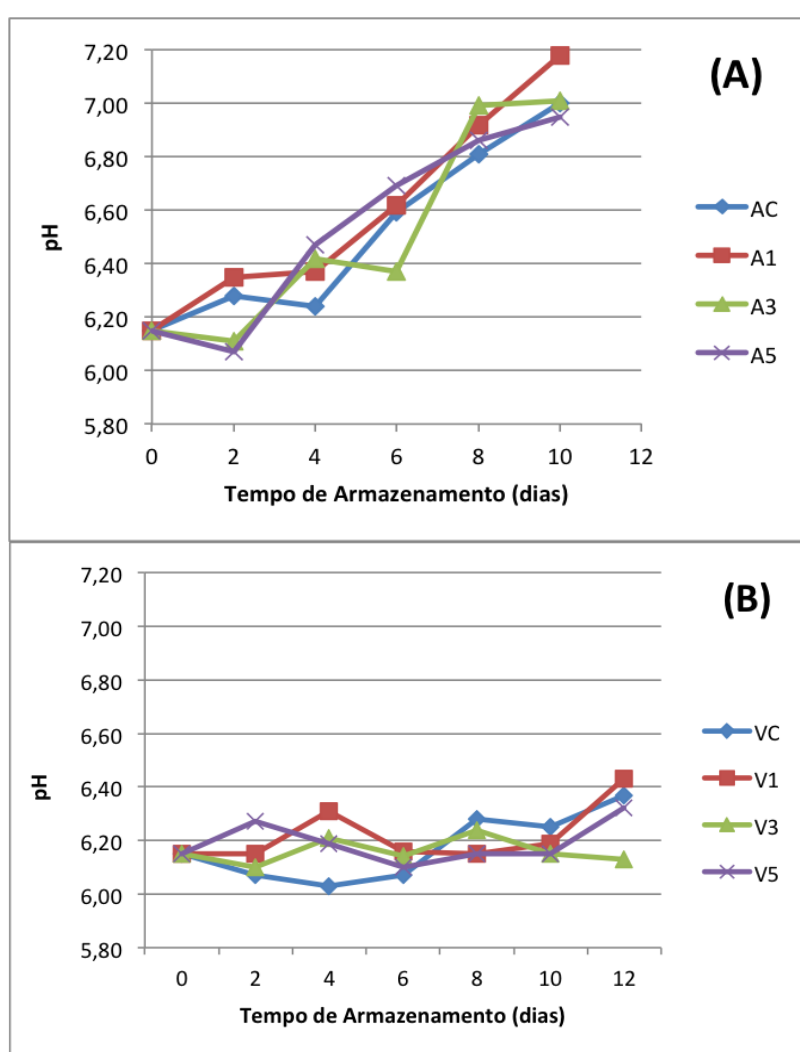 7,20
(A)
7,00
6,80
6,60
6,40
6,20
6,00
5,80
pH
AC
A1
A3
A5
0 2 4 6 8 10 12
Tempo de Armazenamento (dias)
7,20
(B)
7,00
6,80
6,60
6,40
6,20
6,00
5,80
pH
VC
V1
V3
V5
0 2 4 6 8 10 12
Tempo de Armazenamento (dias)